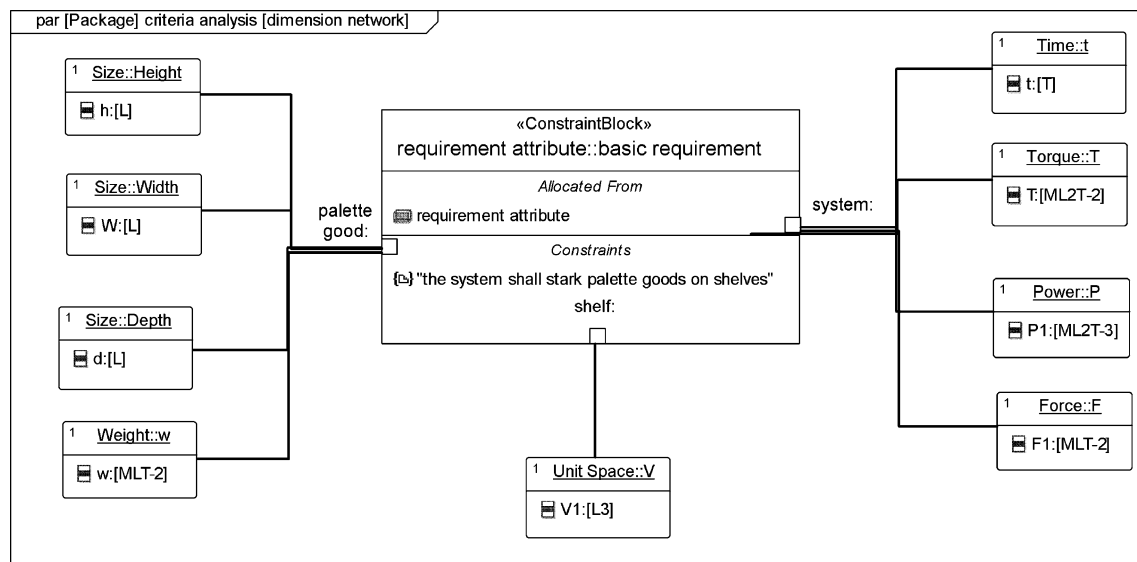 par [Package] criteria analysis [dimension network]
1 Size::Height
h:[L]
1 Size::Width
W:[L]
1 Size::Depth
d:[L]
1 Weight::w
w:[MLT-2]
palette
good:
«ConstraintBlock»
requirement attribute::basic requirement
Allocated From
requirement attribute
Constraints
"the system shall stark palette goods on shelves"
shelf:
system:
1 Unit Space::V
V1:[L3]
1 Time::t
t:[T]
1 Torque::T
T:[ML2T-2]
1 Power::P
P1:[ML2T-3]
1 Force::F
F1:[MLT-2]